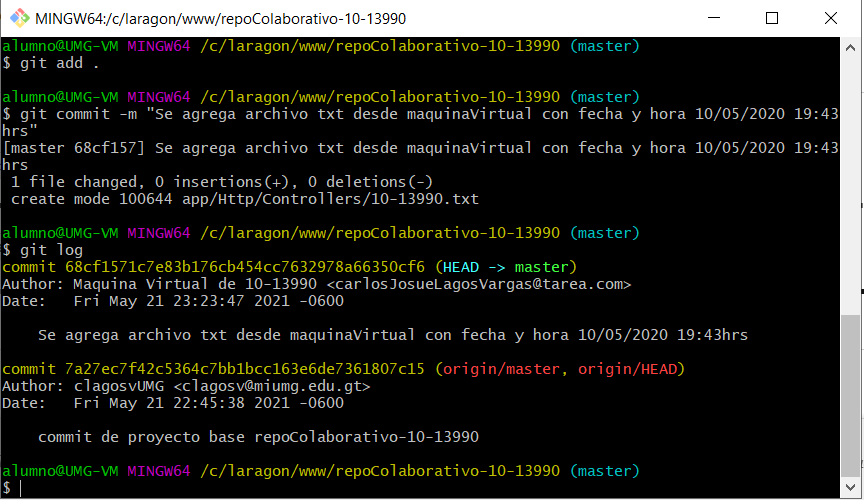 MINGW64:/c/laragon/www/repoColaborativo-10-13990
alumno@UMG-VM MINGW64 /c/laragon/www/repoColaborativo-10-13990 (master)
$ git add .
alumno@UMG-VM MINGW64 /c/laragon/www/repoColaborativo-10-13990 (master)
$ git commit -m "Se agrega archivo txt desde maquinaVirtual con fecha y hora 10/05/2020 19:43
hrs"
[master 68cf157] Se agrega archivo txt desde maquinaVirtual con fecha y hora 10/05/2020 19:43
hrs
1 file changed, 0 insertions(+), 0 deletions(-)
create mode 100644 app/Http/Controllers/10-13990.txt
alumno@UMG-VM MINGW64 /c/laragon/www/repoColaborativo-10-13990 (master)
$ git log
commit 68cf1571c7e83b176cb454cc7632978a66350cf6 (HEAD -> master)
Author: Maquina Virtual de 10-13990 <carlosJosueLagosVargas@tarea.com>
Date:   Fri May 21 23:23:47 2021 -0600
Se agrega archivo txt desde maquinaVirtual con fecha y hora 10/05/2020 19:43hrs
commit 7a27ec7f42c5364c7bb1bcc163e6de7361807c15 (origin/master, origin/HEAD)
Author: clagosvUMG <clagosv@miumg.edu.gt>
Date:   Fri May 21 22:45:38 2021 -0600
commit de proyecto base repoColaborativo-10-13990
alumno@UMG-VM MINGW64 /c/laragon/www/repoColaborativo-10-13990 (master)
$